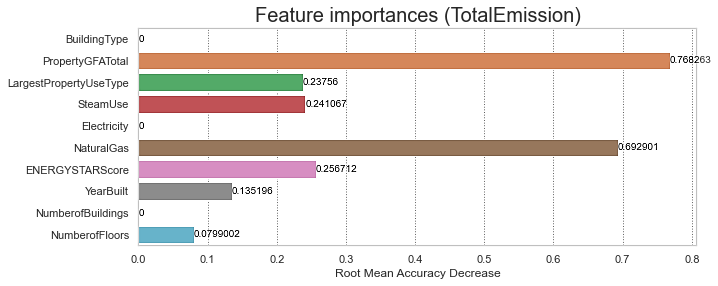 Feature importances (TotalEmission)
BuildingType 0
PropertyGFATotal 0.768263
LargestPropertyUseType 0.23756
SteamUse 0.241067
Electricity 0
NaturalGas 0.692901
ENERGYSTARScore 0.256712
YearBuilt 0.135196
NumberofBuildings 0
NumberofFloors 0.0799002
0.0 0.1 0.2 0.3 0.4 0.5 0.6 0.7 0.8
Root Mean Accuracy Decrease